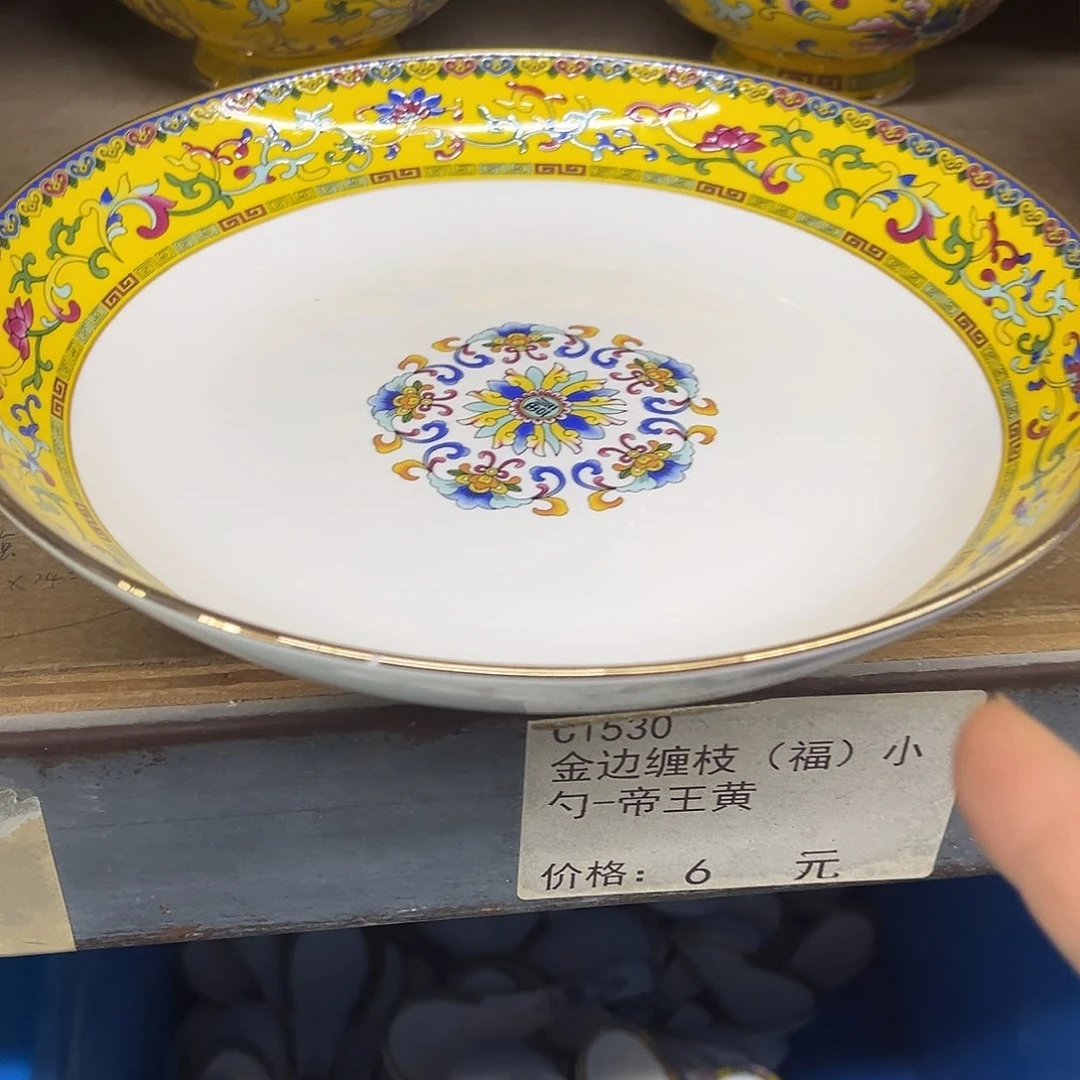 C1530
金边缠枝（福）小
勺-帝王黄
价格： 6 元